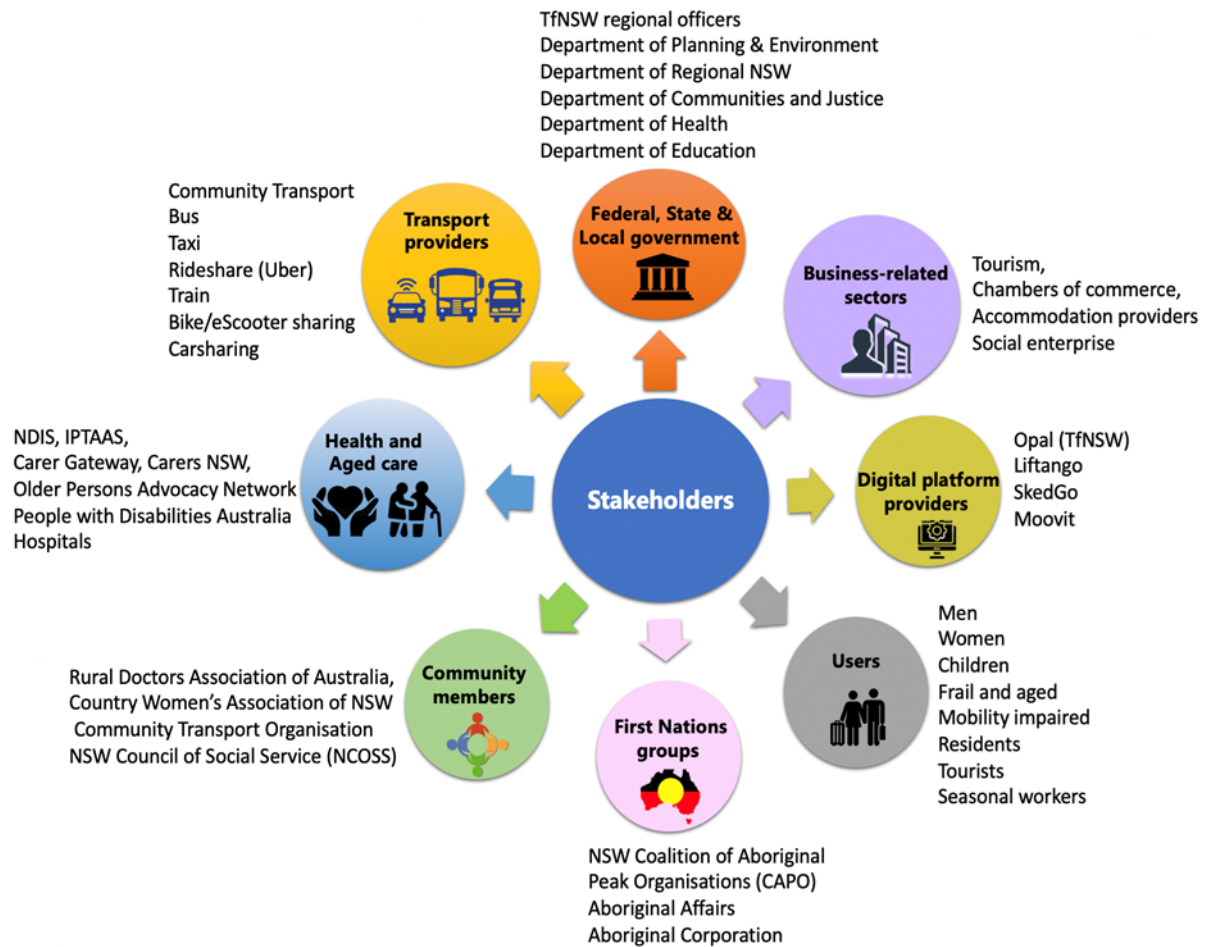 TfNSW regional officers
Department of Planning & Environment
Department of Regional NSW
Department of Communities and Justice
Department of Health
Department of Education
Federal, State &
Local government
Community Transport
Bus
Taxi
Rideshare (Uber)
Train
Bike/eScooter sharing
Carsharing
Transport
providers
Business-related
sectors
Tourism,
Chambers of commerce,
Accommodation providers
Social enterprise
NDIS, IPTAAS,
Carer Gateway, Carers NSW,
Older Persons Advocacy Network
People with Disabilities Australia
Hospitals
Health and
Aged care
Stakeholders
Digital platform
providers
Opal (TfNSW)
Liftango
SkedGo
Moovit
Rural Doctors Association of Australia,
Country Women's Association of NSW
Community Transport Organisation
NSW Council of Social Service (NCOSS)
Community
members
First Nations
groups
NSW Coalition of Aboriginal
Peak Organisations (CAPO)
Aboriginal Affairs
Aboriginal Corporation
Users
Men
Women
Children
Frail and aged
Mobility impaired
Residents
Tourists
Seasonal workers